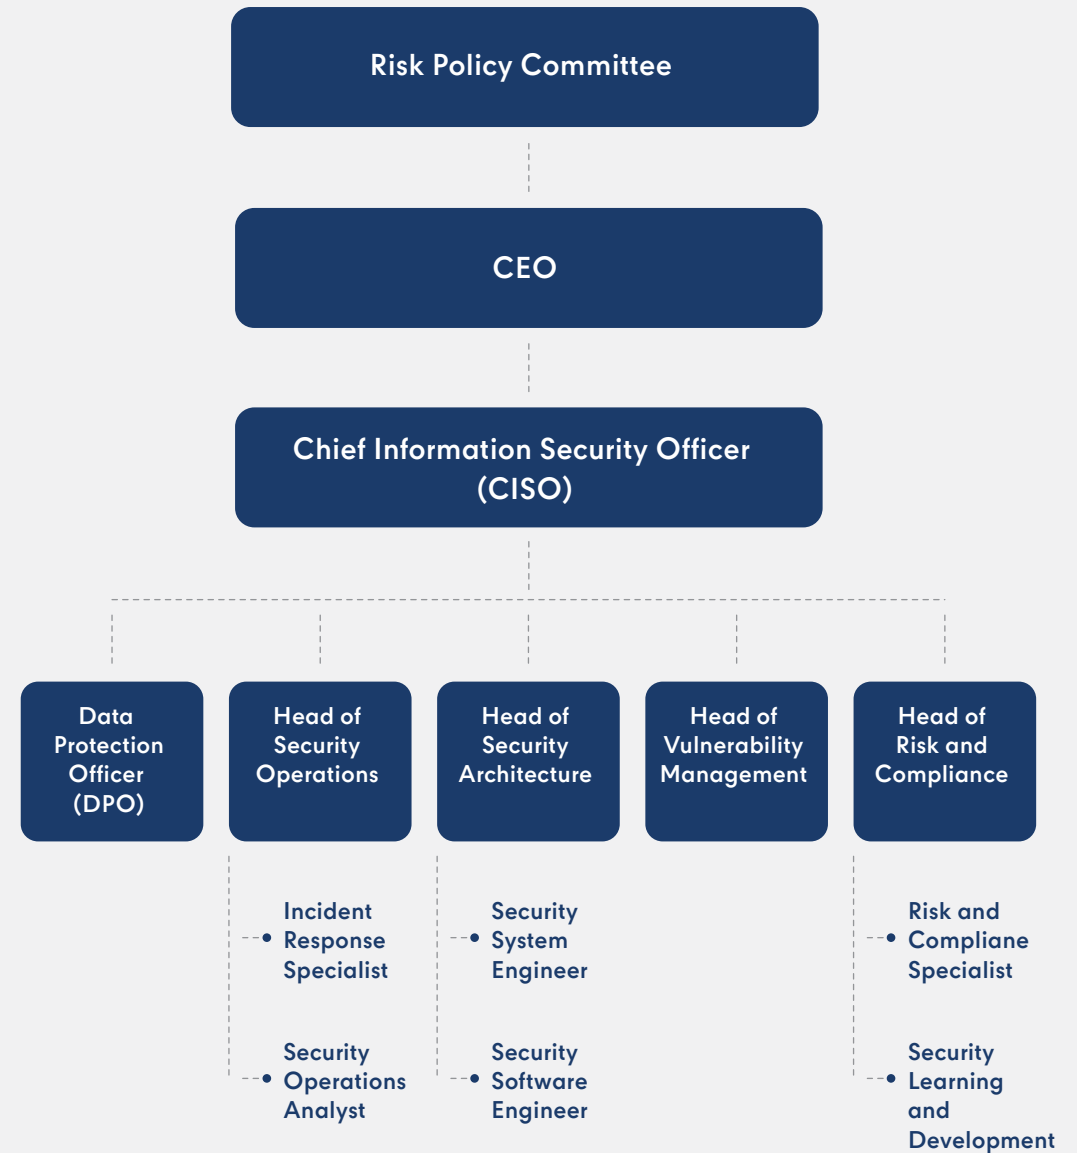 Risk Policy Committee
CEO
Chief Information Security Officer
(CISO)
Data
Protection
Officer
(DPO)
Head of
Security
Operations
Head of
Security
Architecture
Head of
Vulnerability
Management
Head of
Risk and
Compliance
Incident
Response
Specialist
Security
Operations
Analyst
Security
System
Engineer
Security
Software
Engineer
Risk and
Compliane
Specialist
Security
Learning
and
Development